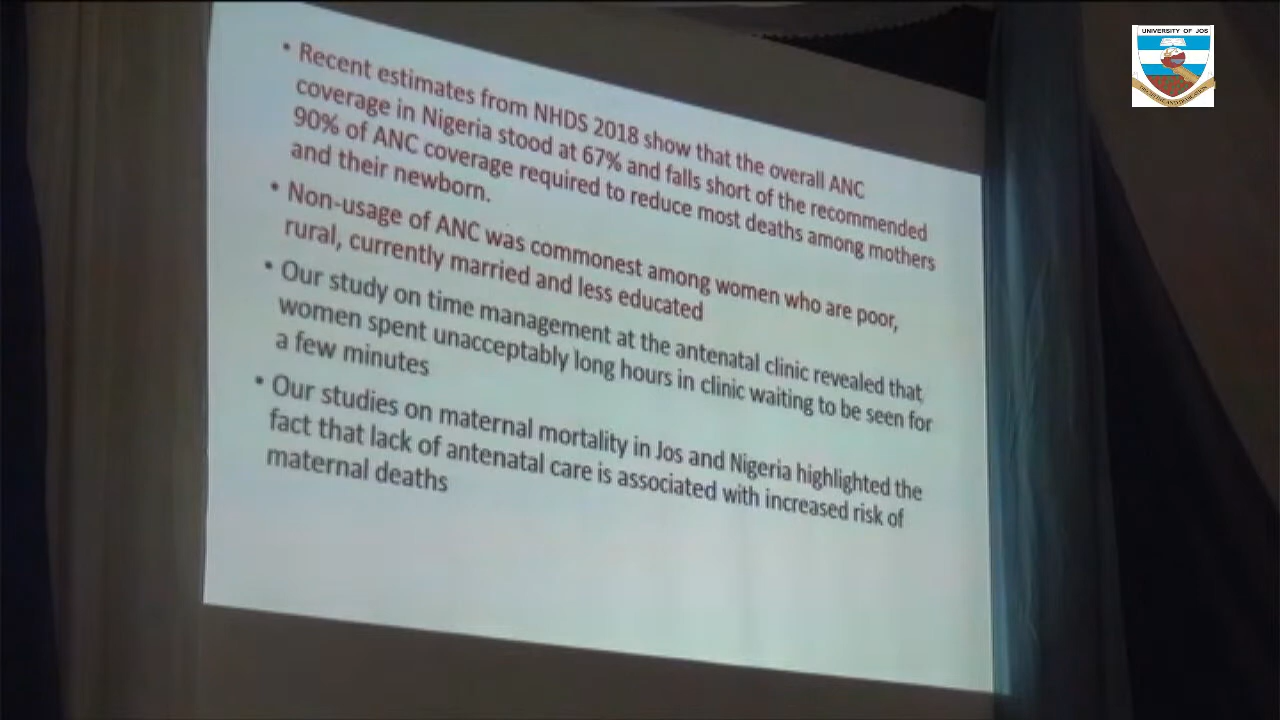 UNIVERSITY OF JOS
• Recent estimates from NHDS 2018 show that the overall ANC
coverage in Nigeria stood at 67% and falls short of the recommended
90% of ANC coverage required to reduce most deaths among mothers
and their newborn.
• Non-usage of ANC was commonest among women who are poor,
rural, currently married and less educated
• Our study on time management at the antenatal clinic revealed that
women spent unacceptably long hours in clinic waiting to be seen for
a few minutes
• Our studies on maternal mortality in Jos and Nigeria highlighted the
fact that lack of antenatal care is associated with increased risk of
maternal deaths